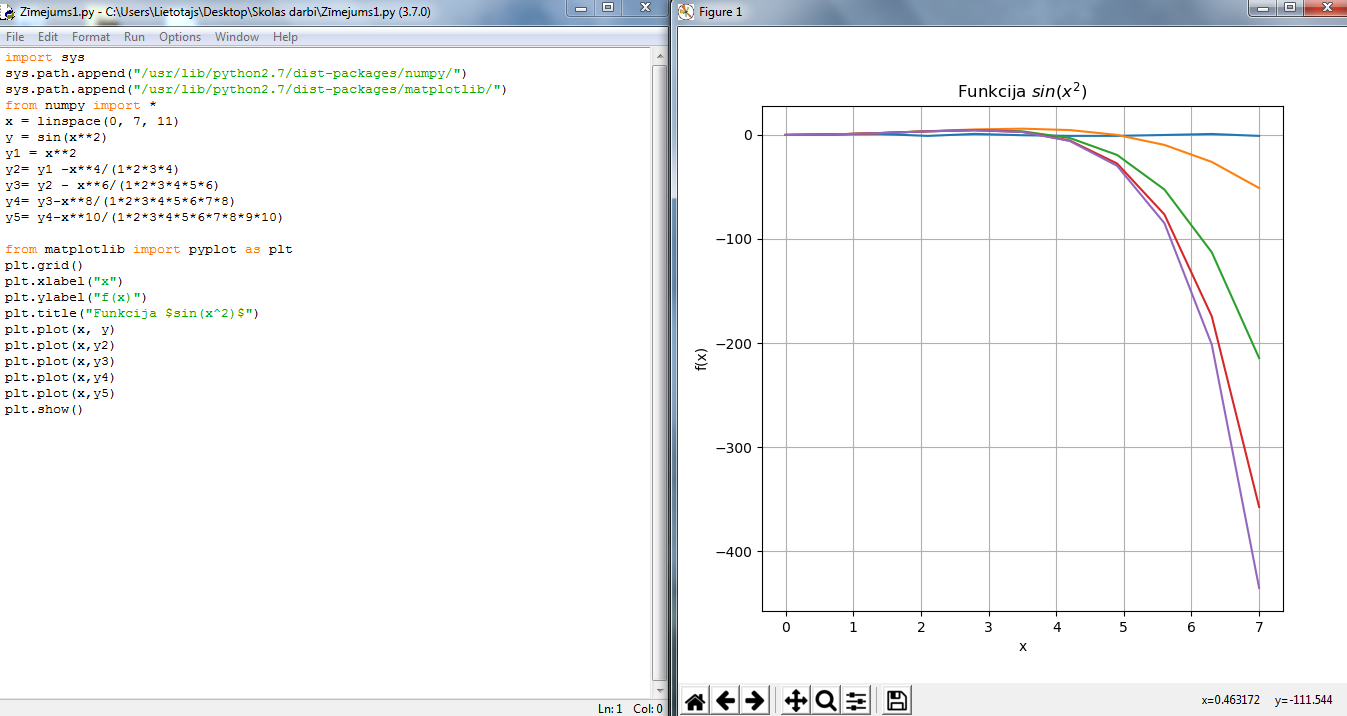 Zīmejums1.py - C:\Users\Lietotajs\Desktop\Skolas darbi\Zīmejums1.py (3.7.0)
File Edit Format Run Options Window Help
import sys
sys.path.append("/usr/lib/python2.7/dist-packages/numpy/")
sys.path.append("/usr/lib/python2.7/dist-packages/matplotlib/")
from numpy import *
x = linspace(0, 7, 11)
y = sin(x**2)
y1 = x**2
y2= y1 -x**4/(1*2*3*4)
y3= y2 - x**6/(1*2*3*4*5*6)
y4= y3-x**8/(1*2*3*4*5*6*7*8)
y5= y4-x**10/(1*2*3*4*5*6*7*8*9*10)
from matplotlib import pyplot as plt
plt.grid()
plt.xlabel("x")
plt.ylabel("f(x)")
plt.title("Funkcija $sin(x^2)$")
plt.plot(x, y)
plt.plot(x,y2)
plt.plot(x,y3)
plt.plot(x,y4)
plt.plot(x,y5)
plt.show()
Ln: 1 Col: 0
Figure 1
Funkcija sin(x²)
0
−100
−200
−300
−400
f(x)
0 1 2 3 4 5 6 7
x
x=0.463172 y=-111.544